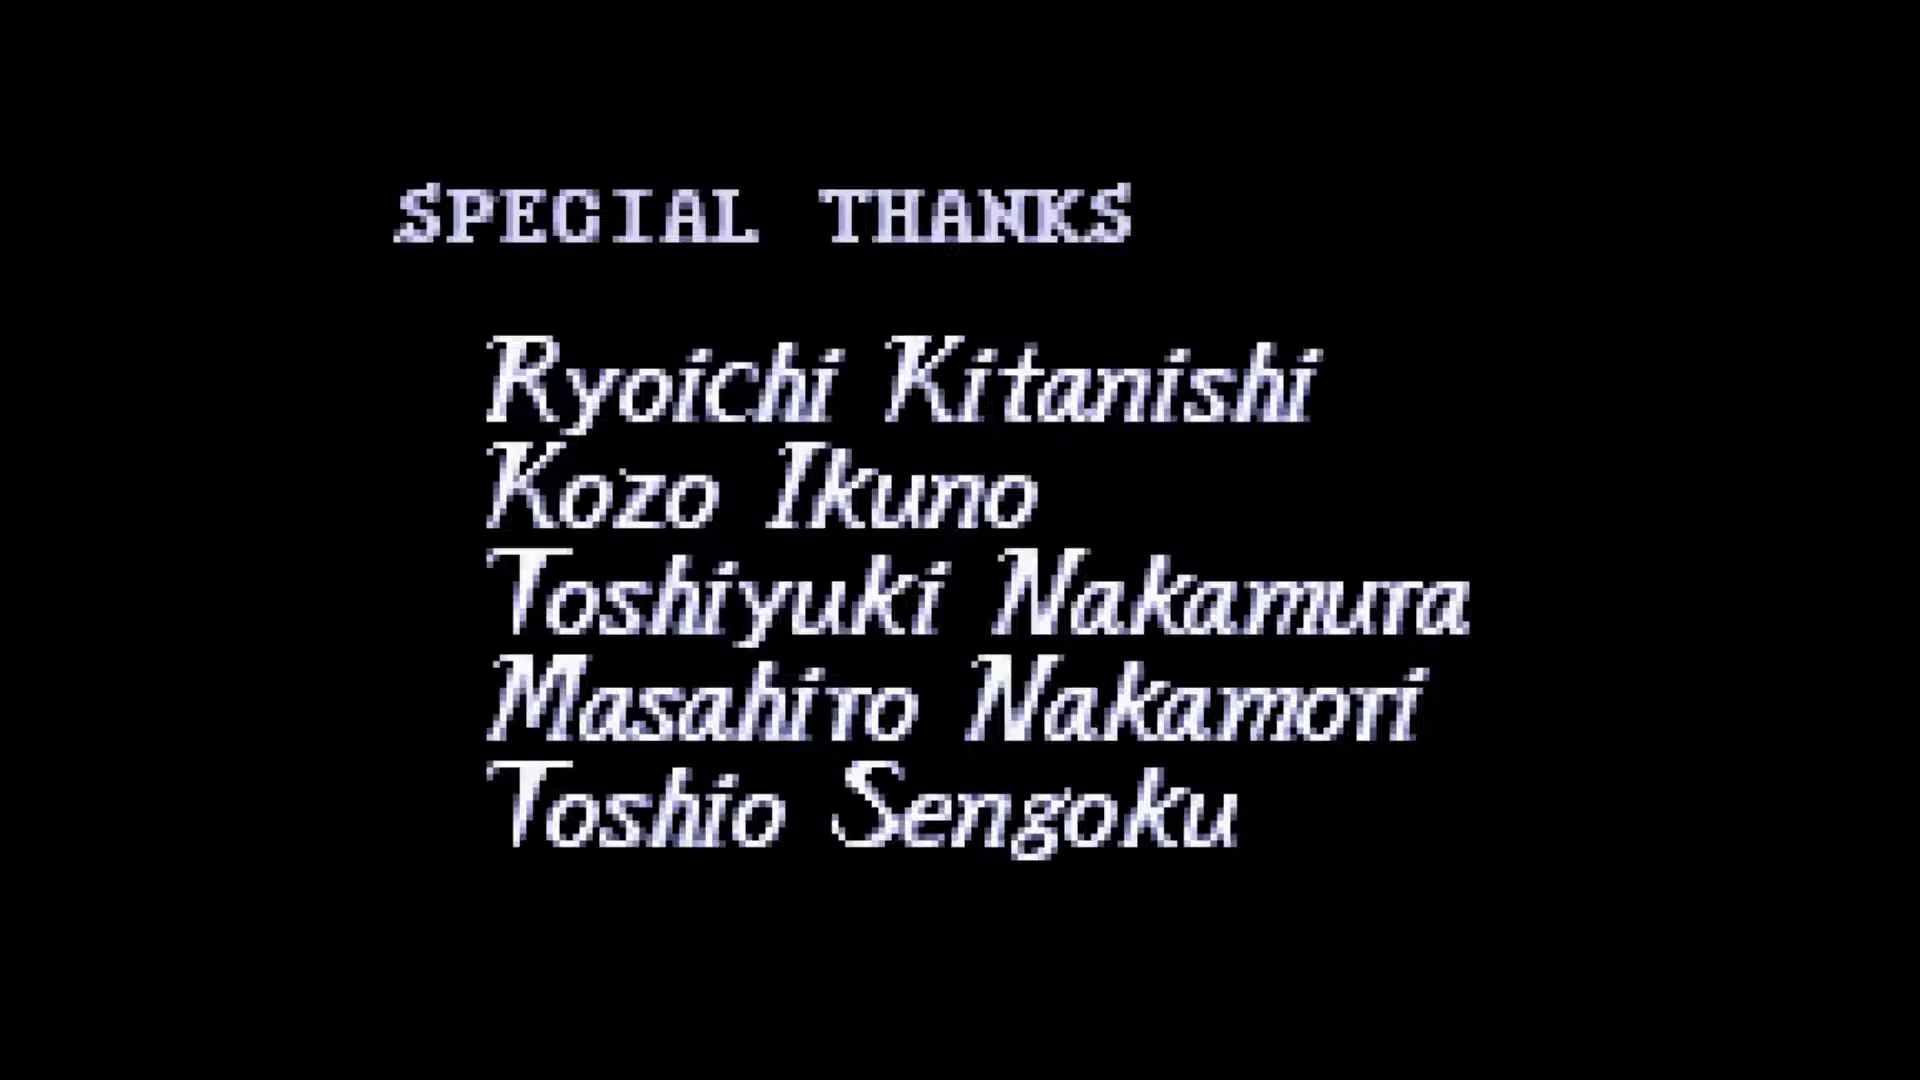 SPECIAL THANKS
Ryoichi Kitanishi
Kozo Ikuno
Toshiyuki Nakamura
Masahiro Nakamori
Toshio Sengoku